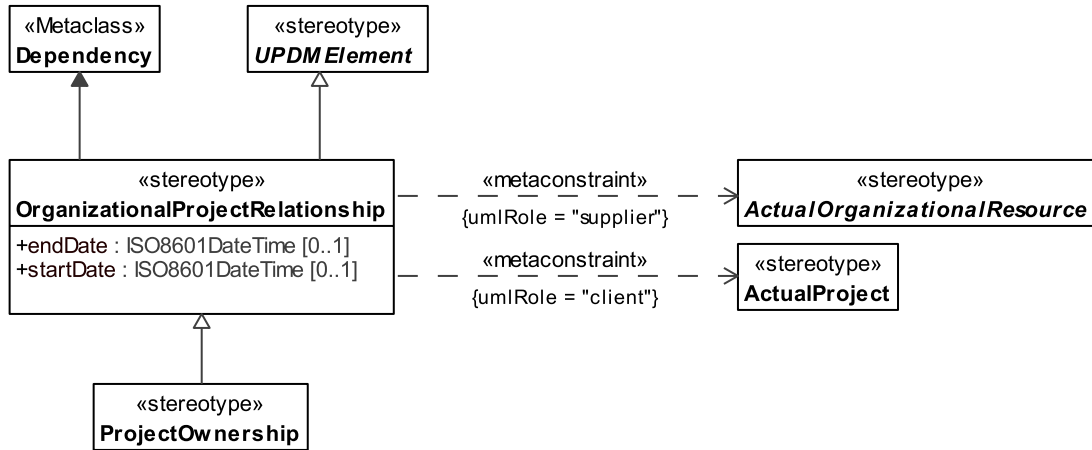 «Metaclass»
Dependency
«stereotype»
UPDMElement
«stereotype»
OrganizationalProjectRelationship
+endDate : ISO8601DateTime [0..1]
+startDate : ISO8601DateTime [0..1]
«metaconstraint»
{umlRole = "supplier"}
«stereotype»
ActualOrganizationalResource
«metaconstraint»
{umlRole = "client"}
«stereotype»
ActualProject
«stereotype»
ProjectOwnership